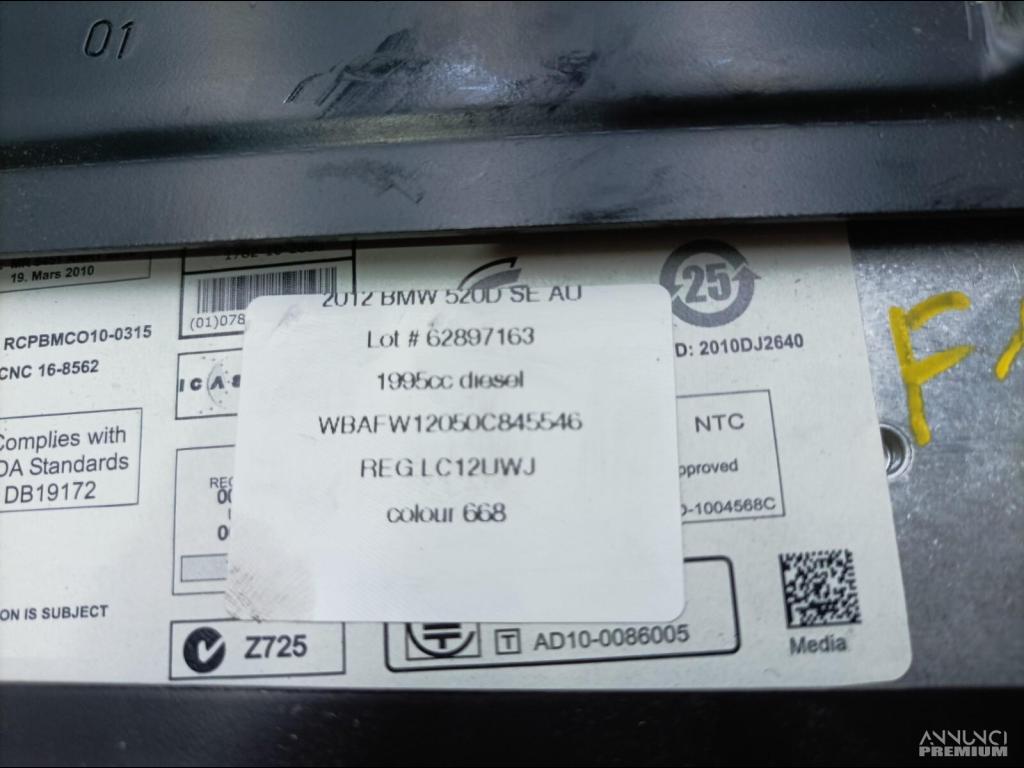 01
19. Mars 2010
RCPBMCO10-0315
CNC 16-8562
Complies with
DA Standards
DB19172
ON IS SUBJECT
(01)078
ICAS
2012 BMW 520D SE AU
Lot # 62897163
1995cc diesel
WBAFW12050C845546
REG LC12UWJ
colour 668
25
D: 2010DJ2640
NTC
pproved
D-1004568C
Z725
T AD10-0086005
Media
F
ANNUNCI
PREMIUM